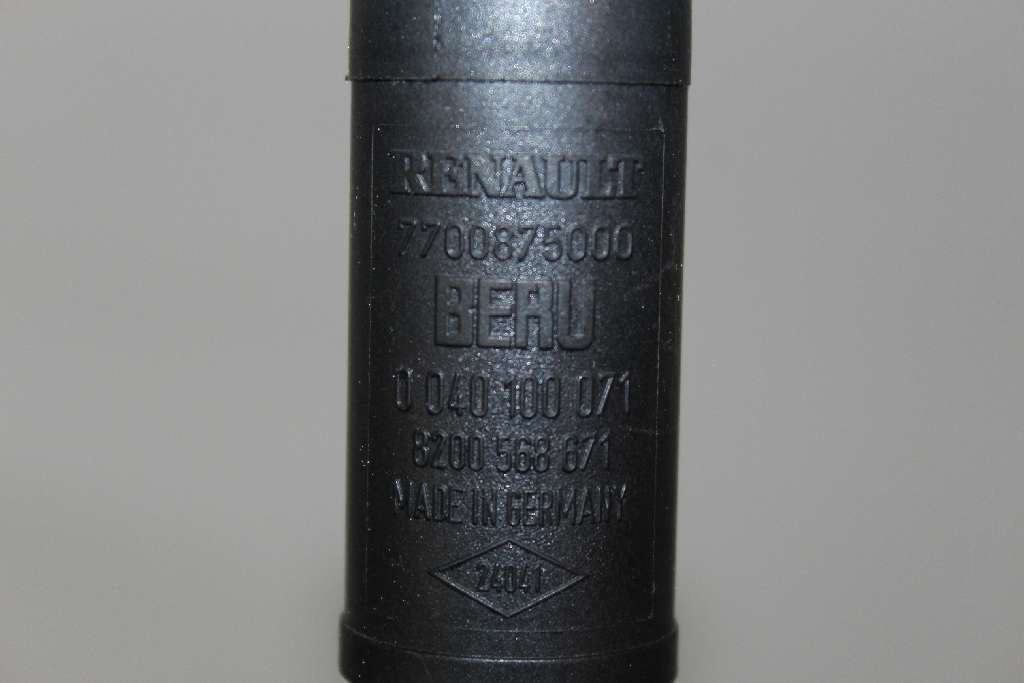 RENAULT
7700875000
BERU
0 040 100 071
8200 568 671
MADE IN GERMANY
24041